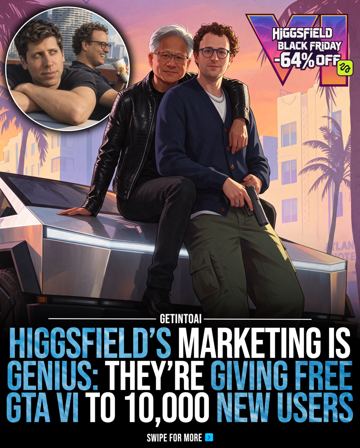 VI
HIGGSFIELD
BLACK FRIDAY
-64% OFF
GETINTOAI
HIGGSFIELD'S MARKETING IS
GENIUS: THEY'RE GIVING FREE
GTA VI TO 10,000 NEW USERS
SWIPE FOR MORE